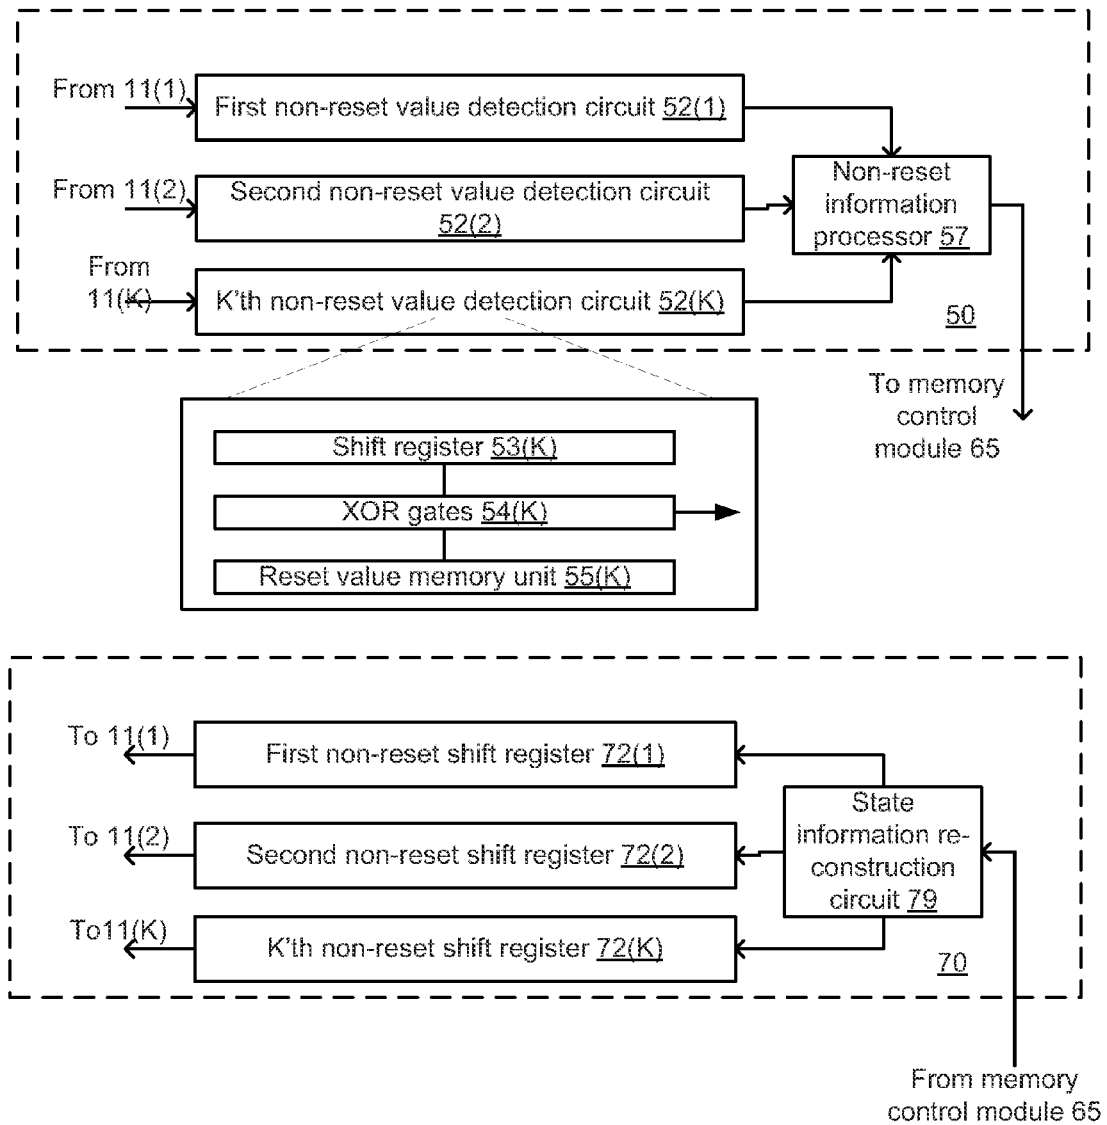 From 11(1)
First non-reset value detection circuit 52(1)
From 11(2)
Second non-reset value detection circuit
52(2)
Non-reset
information
processor 57
From
11(K)
K'th non-reset value detection circuit 52(K)
50
To memory
control
module 65
Shift register 53(K)
XOR gates 54(K)
Reset value memory unit 55(K)
To 11(1)
First non-reset shift register 72(1)
To 11(2)
Second non-reset shift register 72(2)
State
information re-
construction
circuit 79
To11(K)
K'th non-reset shift register 72(K)
70
From memory
control module 65